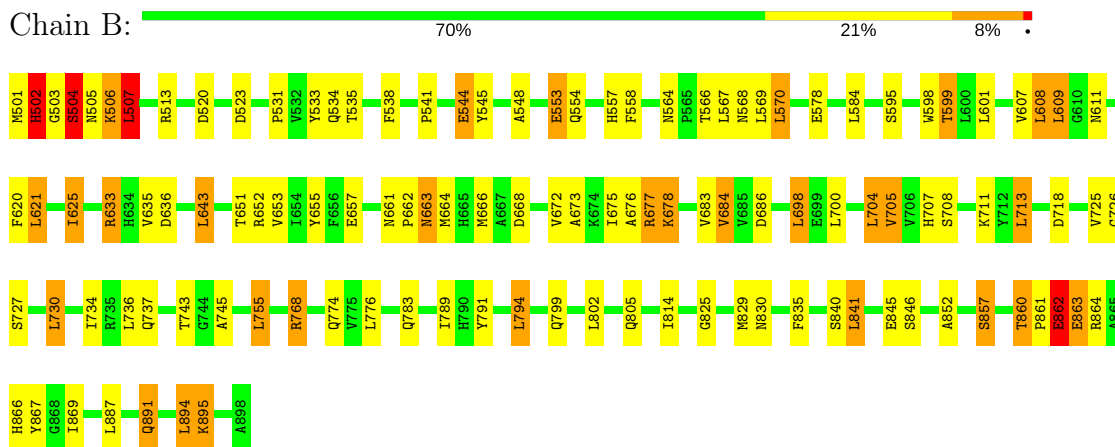 Chain B:
70% 21% 8% •
M501 H502 G503 S504 N505 K506 L507 R513 D520 D523 P531 V532 Y533 Q534 T535 F538 P541 E544 Y545 A548 E553 Q554 H557 F558 N564 P565 T566 L567 N568 L569 L570 E578 L584 S595 W598 T599 L600 L601 V607 L608 L609 G610 N611
F620 L621 I625 R633 H634 V635 D636 L643 T651 R652 V653 I654 Y655 F656 E657 N661 P662 N663 M664 H665 M666 A667 D668 V672 A673 K674 I675 A676 R677 K678 V683 V684 V685 D686 L698 E699 L700 L704 V705 V706 H707 S708 K711 Y712 L713 D718 V725 G726
S727 L730 I734 R735 L736 Q737 T743 G744 A745 L755 R768 Q774 V775 L776 Q783 I789 H790 Y791 L794 Q799 L802 Q805 I814 G825 M829 N830 F835 S840 L841 E845 S846 A852 S857 T860 P861 E862 E863 R864 A865
H866 Y867 G868 I869 L887 Q891 L894 K895 A898